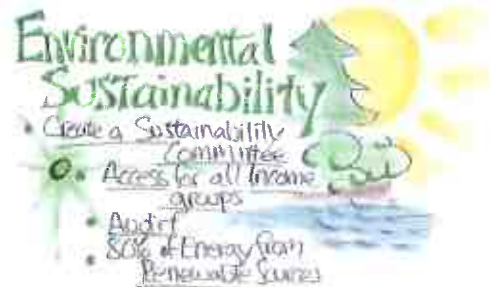 Environmental
Sustainability
• Create a Sustainability
Committee
• Access for all Income
groups
• Audit
• 80% of Energy from
Renewable Sources